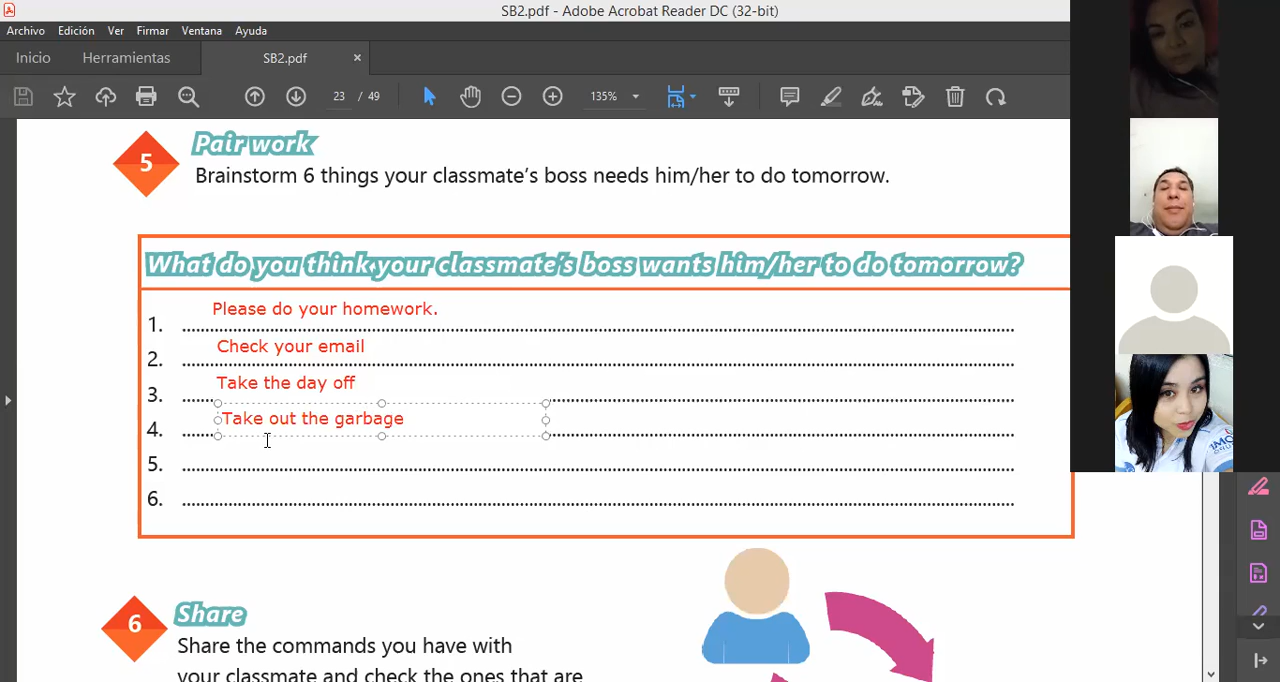 SB2.pdf - Adobe Acrobat Reader DC (32-bit)
Archivo Edición Ver Firmar Ventana Ayuda
Inicio Herramientas SB2.pdf ×
23 / 49 135%
5 Pair work
Brainstorm 6 things your classmate's boss needs him/her to do tomorrow.
What do you think your classmate's boss wants him/her to do tomorrow?
1. Please do your homework.
2. Check your email
3. Take the day off
4. Take out the garbage
5.
6.
6 Share
Share the commands you have with
your classmate and check the ones that are